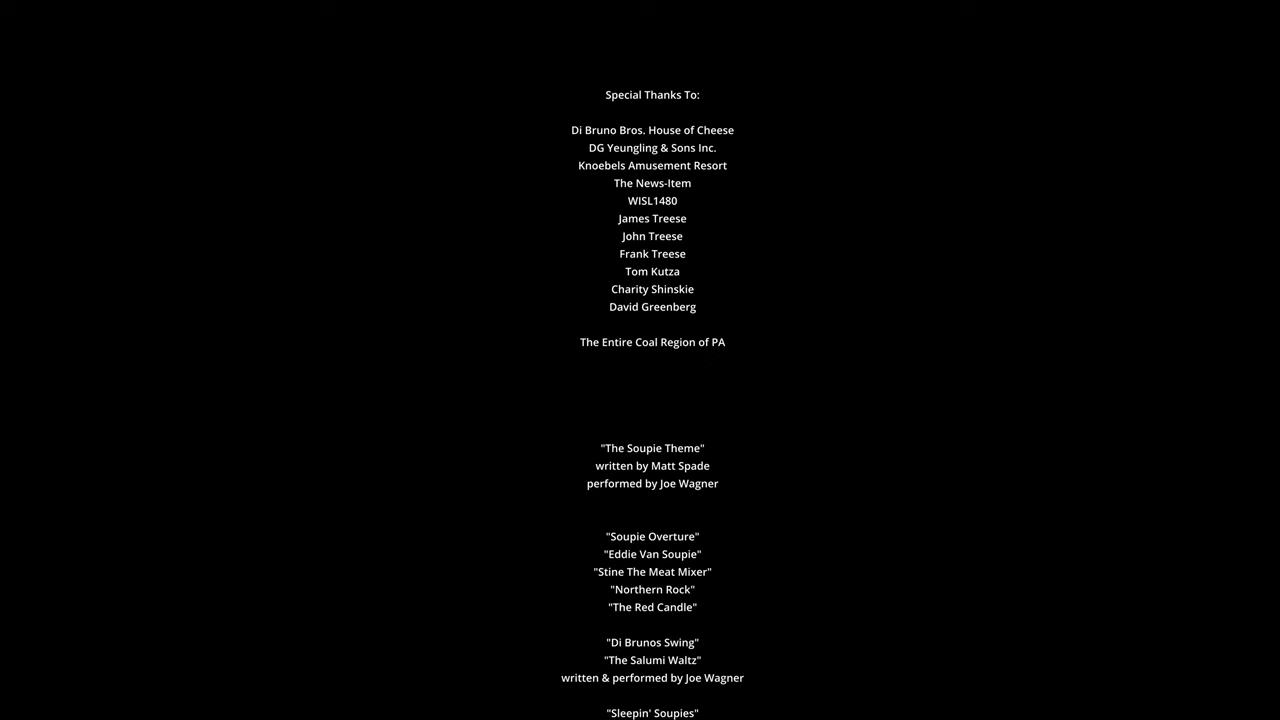 Special Thanks To:
Di Bruno Bros. House of Cheese
DG Yeungling & Sons Inc.
Knoebels Amusement Resort
The News-Item
WISL1480
James Treese
John Treese
Frank Treese
Tom Kutza
Charity Shinskie
David Greenberg
The Entire Coal Region of PA
"The Soupie Theme"
written by Matt Spade
performed by Joe Wagner
"Soupie Overture"
"Eddie Van Soupie"
"Stine The Meat Mixer"
"Northern Rock"
"The Red Candle"
"Di Brunos Swing"
"The Salumi Waltz"
written & performed by Joe Wagner
"Sleepin' Soupies"